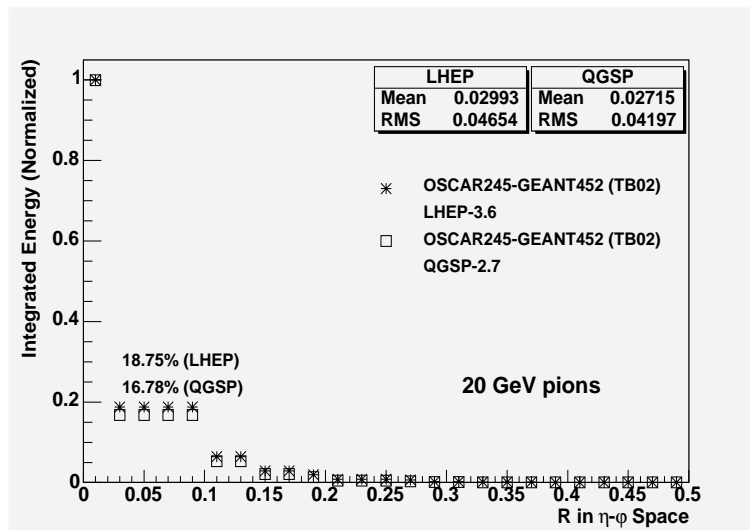 LHEP
Mean 0.02993
RMS 0.04654
QGSP
Mean 0.02715
RMS 0.04197
OSCAR245-GEANT452 (TB02)
LHEP-3.6
OSCAR245-GEANT452 (TB02)
QGSP-2.7
18.75% (LHEP)
16.78% (QGSP)
20 GeV pions
Integrated Energy (Normalized)
1
0.8
0.6
0.4
0.2
0
0 0.05 0.1 0.15 0.2 0.25 0.3 0.35 0.4 0.45 0.5
R in η-φ Space